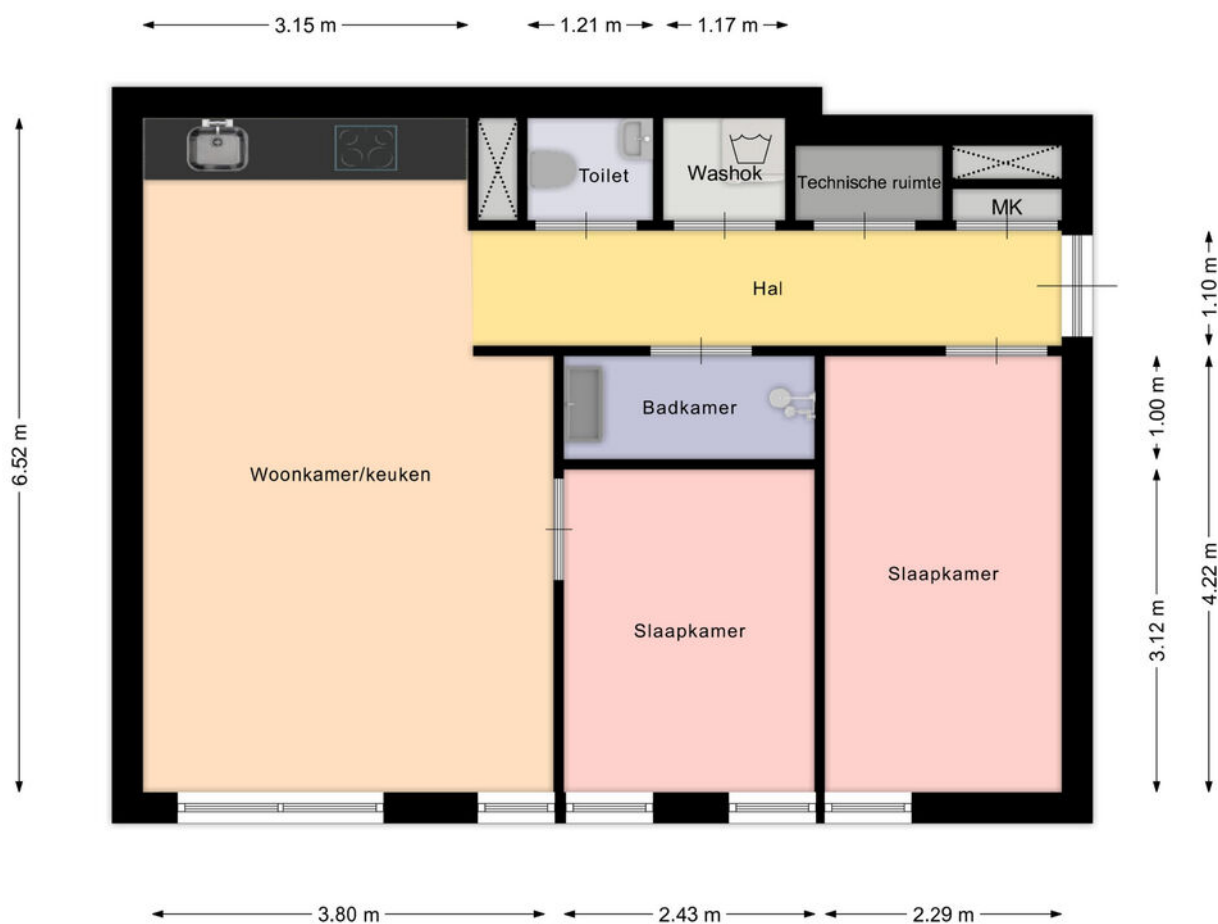 3.15 m
1.21 m
1.17 m
Toilet
Washok
Technische ruimte
MK
Hal
1.10 m
Badkamer
1.00 m
6.52 m
Woonkamer/keuken
Slaapkamer
4.22 m
3.12 m
Slaapkamer
3.80 m
2.43 m
2.29 m